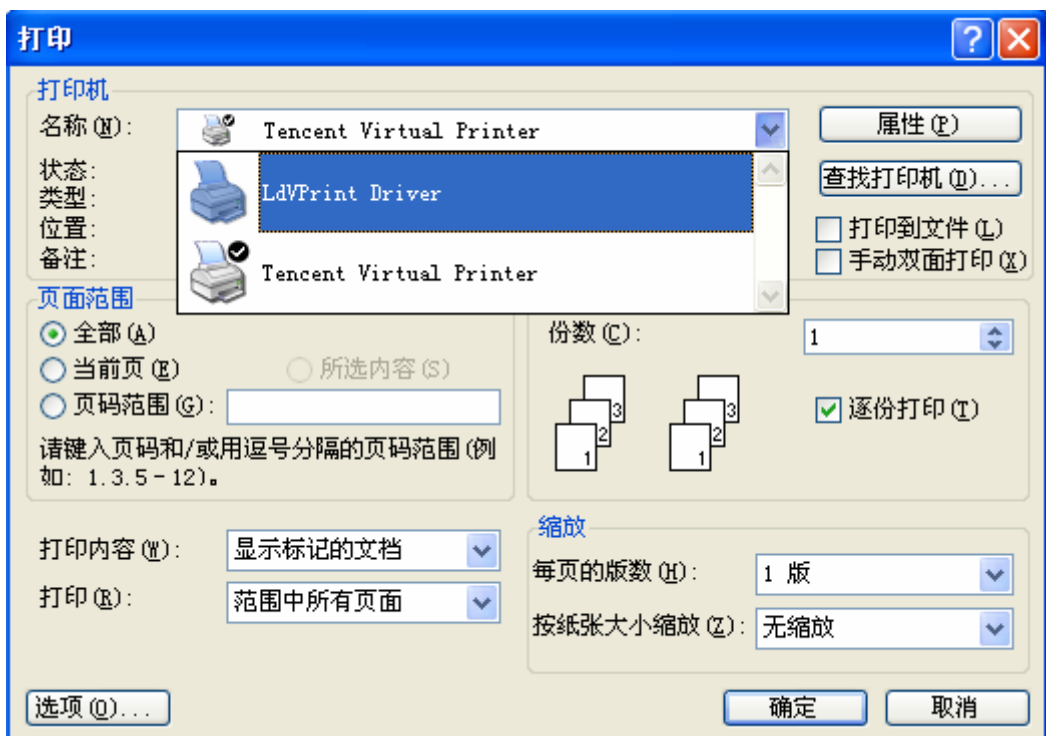 打印
打印机
名称(N): Tencent Virtual Printer 属性(P)
状态: LdVPrint Driver 查找打印机(D)...
类型:
位置: 打印到文件(L)
备注: Tencent Virtual Printer 手动双面打印(X)
页面范围
全部(A) 份数(C): 1
当前页(E) 所选内容(S)
页码范围(G): 逐份打印(T)
1 2 3 1 2 3
请键入页码和/或用逗号分隔的页码范围(例
如: 1.3.5-12)。
缩放
打印内容(W): 显示标记的文档 每页的版数(H): 1 版
打印(R): 范围中所有页面 按纸张大小缩放(Z): 无缩放
选项(O)... 确定 取消